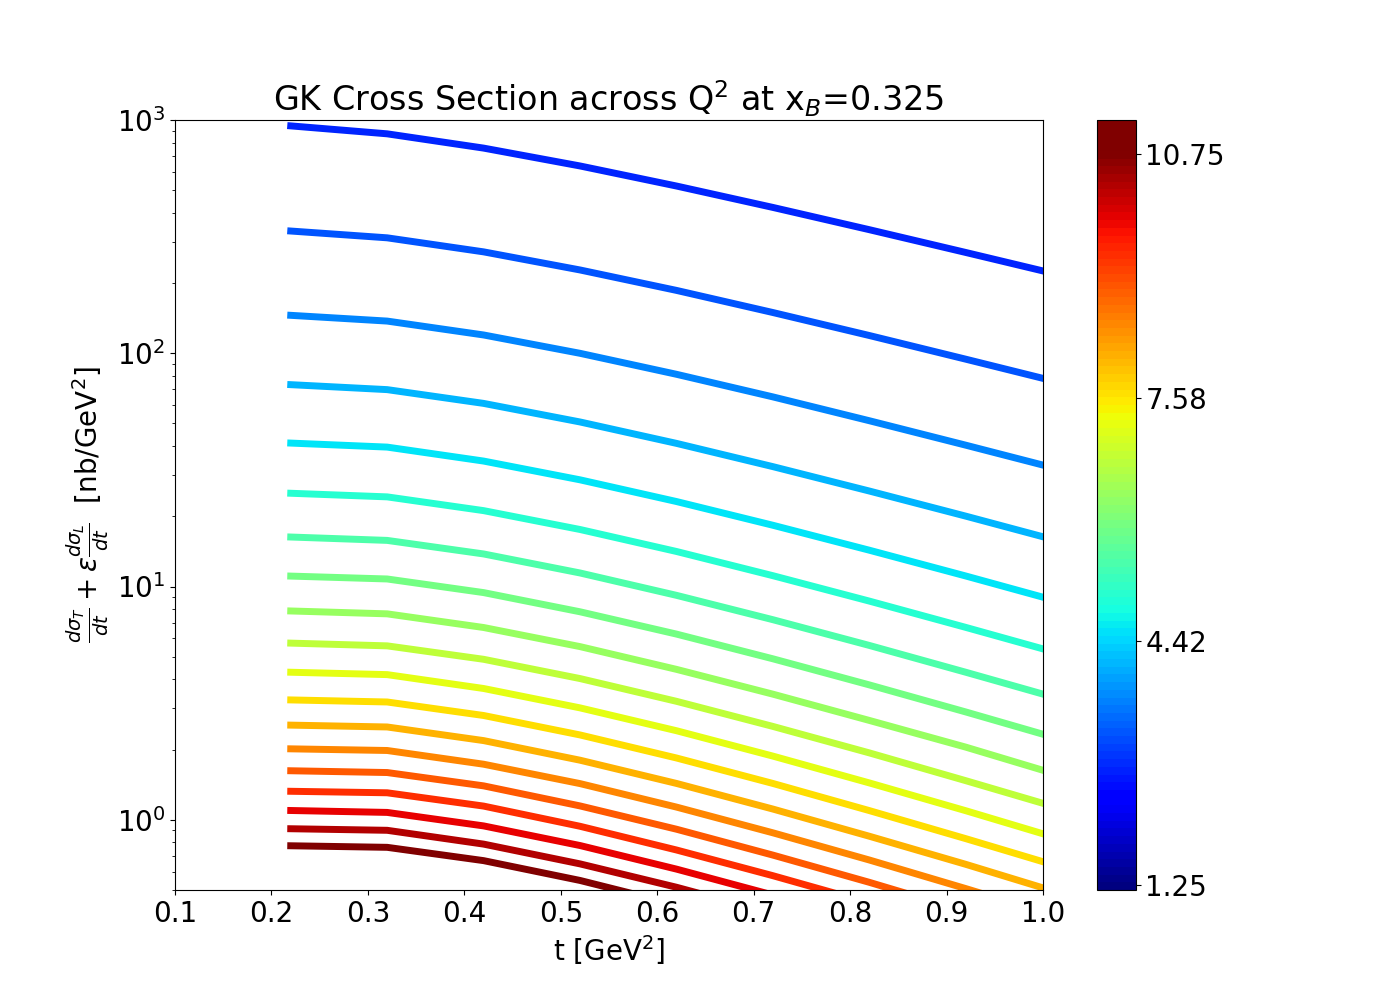 GK Cross Section across Q² at x_B=0.325
10³
10²
10¹
10⁰
dσ_T/dt + ε dσ_L/dt [nb/GeV²]
0.1 0.2 0.3 0.4 0.5 0.6 0.7 0.8 0.9 1.0
t [GeV²]
10.75
7.58
4.42
1.25